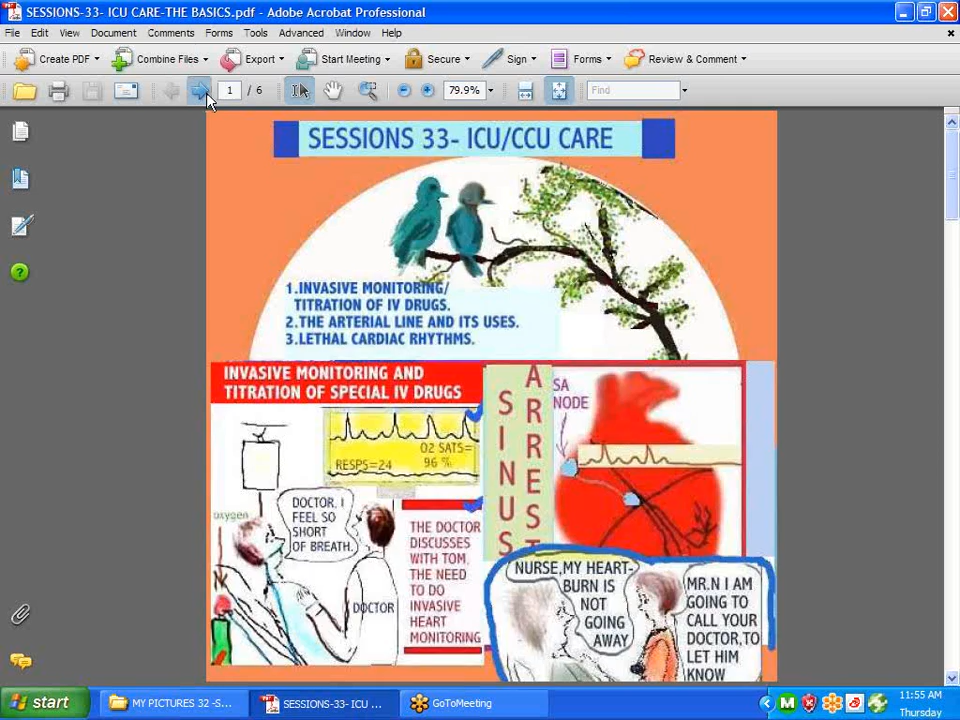 SESSIONS-33- ICU CARE-THE BASICS.pdf - Adobe Acrobat Professional
File Edit View Document Comments Forms Tools Advanced Window Help
Create PDF Combine Files Export Start Meeting Secure Sign Forms Review & Comment
1 / 6 79.9% Find
SESSIONS 33- ICU/CCU CARE
1.INVASIVE MONITORING/
TITRATION OF IV DRUGS.
2.THE ARTERIAL LINE AND ITS USES.
3.LETHAL CARDIAC RHYTHMS.
INVASIVE MONITORING AND
TITRATION OF SPECIAL IV DRUGS
O2 SATS=
96 %
RESPS=24
oxygen
DOCTOR, I
FEEL SO
SHORT
OF BREATH.
DOCTOR
THE DOCTOR
DISCUSSES
WITH TOM,
THE NEED
TO DO
INVASIVE
HEART
MONITORING
SINUS
ARREST
SA
NODE
NURSE,MY HEART-
BURN IS
NOT
GOING
AWAY
MR.N I AM
GOING TO
CALL YOUR
DOCTOR,TO
LET HIM
KNOW
start
MY PICTURES 32 -S...
SESSIONS-33- ICU ...
GoToMeeting
11:55 AM
Thursday